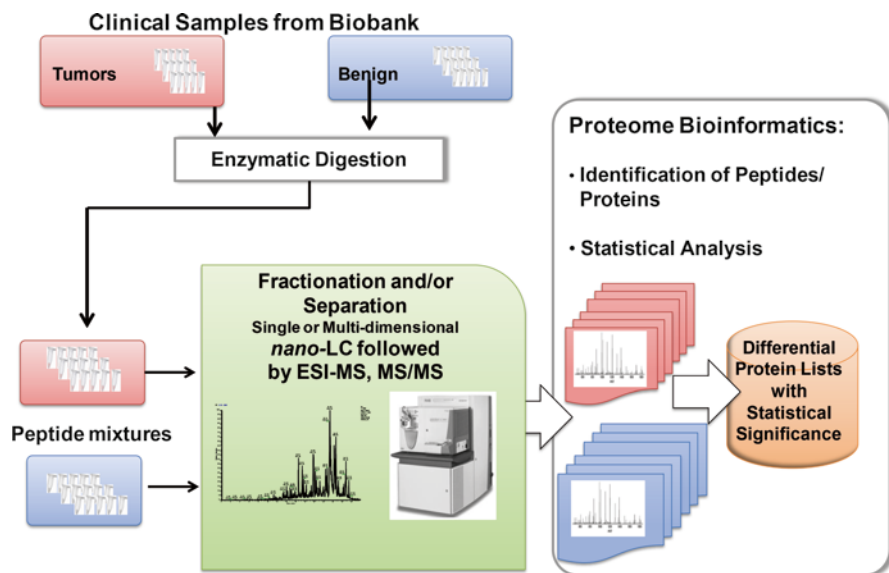 Clinical Samples from Biobank
Tumors
Benign
Enzymatic Digestion
Peptide mixtures
Fractionation and/or
Separation
Single or Multi-dimensional
nano-LC followed
by ESI-MS, MS/MS
Proteome Bioinformatics:
• Identification of Peptides/
Proteins
• Statistical Analysis
Differential
Protein Lists
with
Statistical
Significance